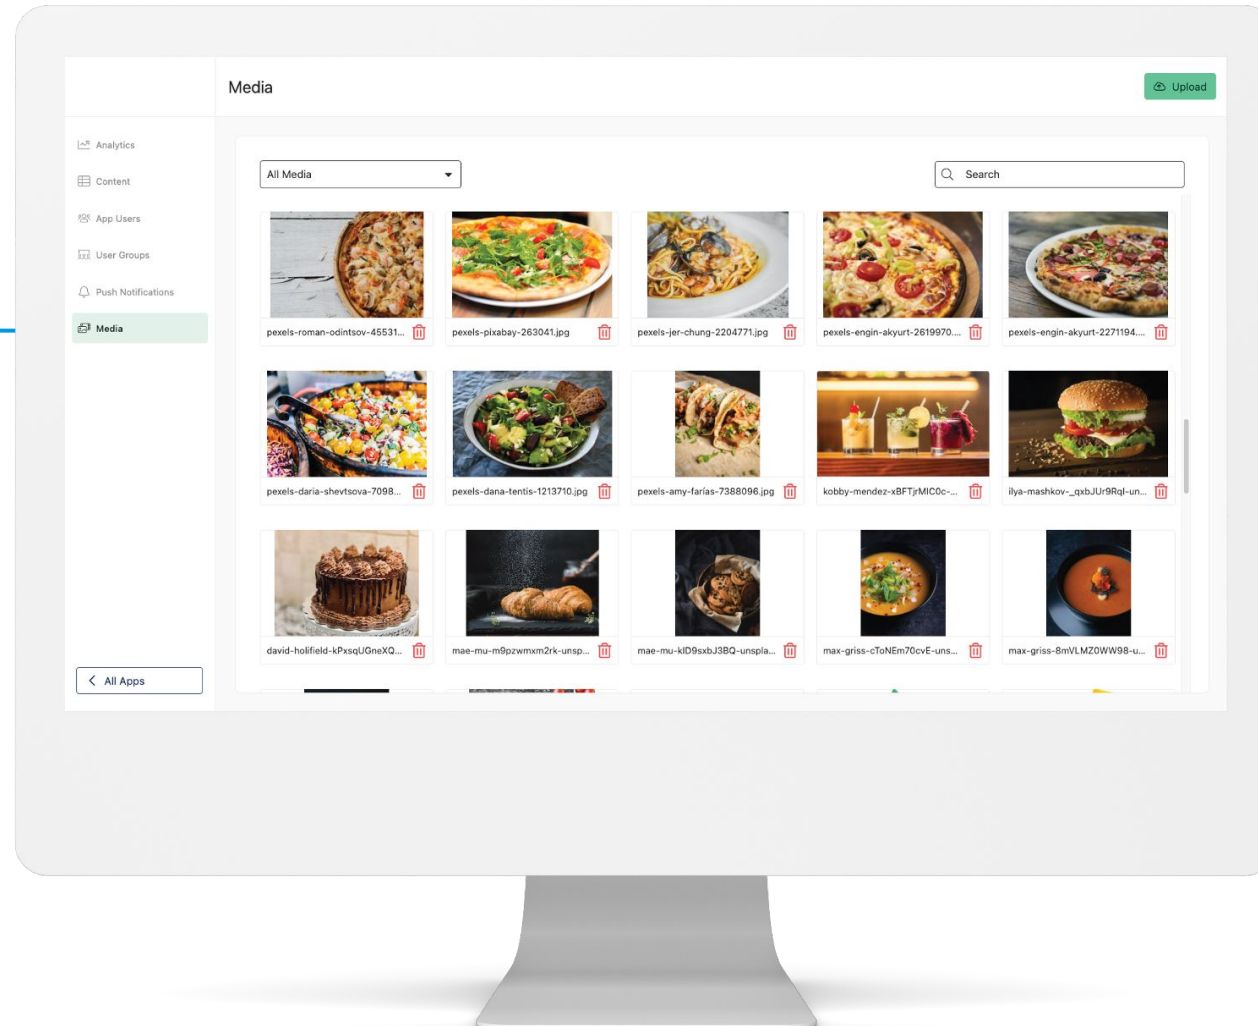 Media
Upload
Analytics
Content
App Users
User Groups
Push Notifications
Media
All Apps
All Media
Search
pexels-roman-odintsov-45531...
pexels-pixabay-263041.jpg
pexels-jer-chung-2204771.jpg
pexels-engin-akyurt-2619970....
pexels-engin-akyurt-2271194....
pexels-daria-shevtsova-7098...
pexels-dana-tentis-1213710.jpg
pexels-amy-farías-7388096.jpg
kobby-mendez-xBFTjrMIC0c-...
ilya-mashkov-_qxbJUr9RqI-un...
david-holifield-kPxsqUGneXQ...
mae-mu-m9pzwmxm2rk-unsp...
mae-mu-kID9sxbJ3BQ-unspla...
max-griss-cToNEm70cvE-uns...
max-griss-8mVLMZ0WW98-u...